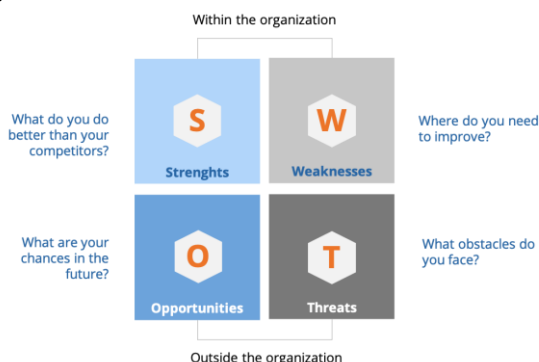 Within the organization
What do you do
better than your
competitors?
S
Strenghts
W
Weaknesses
Where do you need
to improve?
What are your
chances in the
future?
O
Opportunities
T
Threats
What obstacles do
you face?
Outside the organization